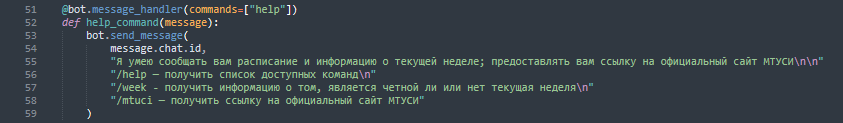 51 @bot.message_handler(commands=["help"])
52 def help_command(message):
53 bot.send_message(
54 message.chat.id,
55 "Я умею сообщать вам расписание и информацию о текущей неделе; предоставлять вам ссылку на официальный сайт МТУСИ\n\n"
56 "/help — получить список доступных команд\n"
57 "/week - получить информацию о том, является четной ли или нет текущая неделя\n"
58 "/mtuci — получить ссылку на официальный сайт МТУСИ"
59 )